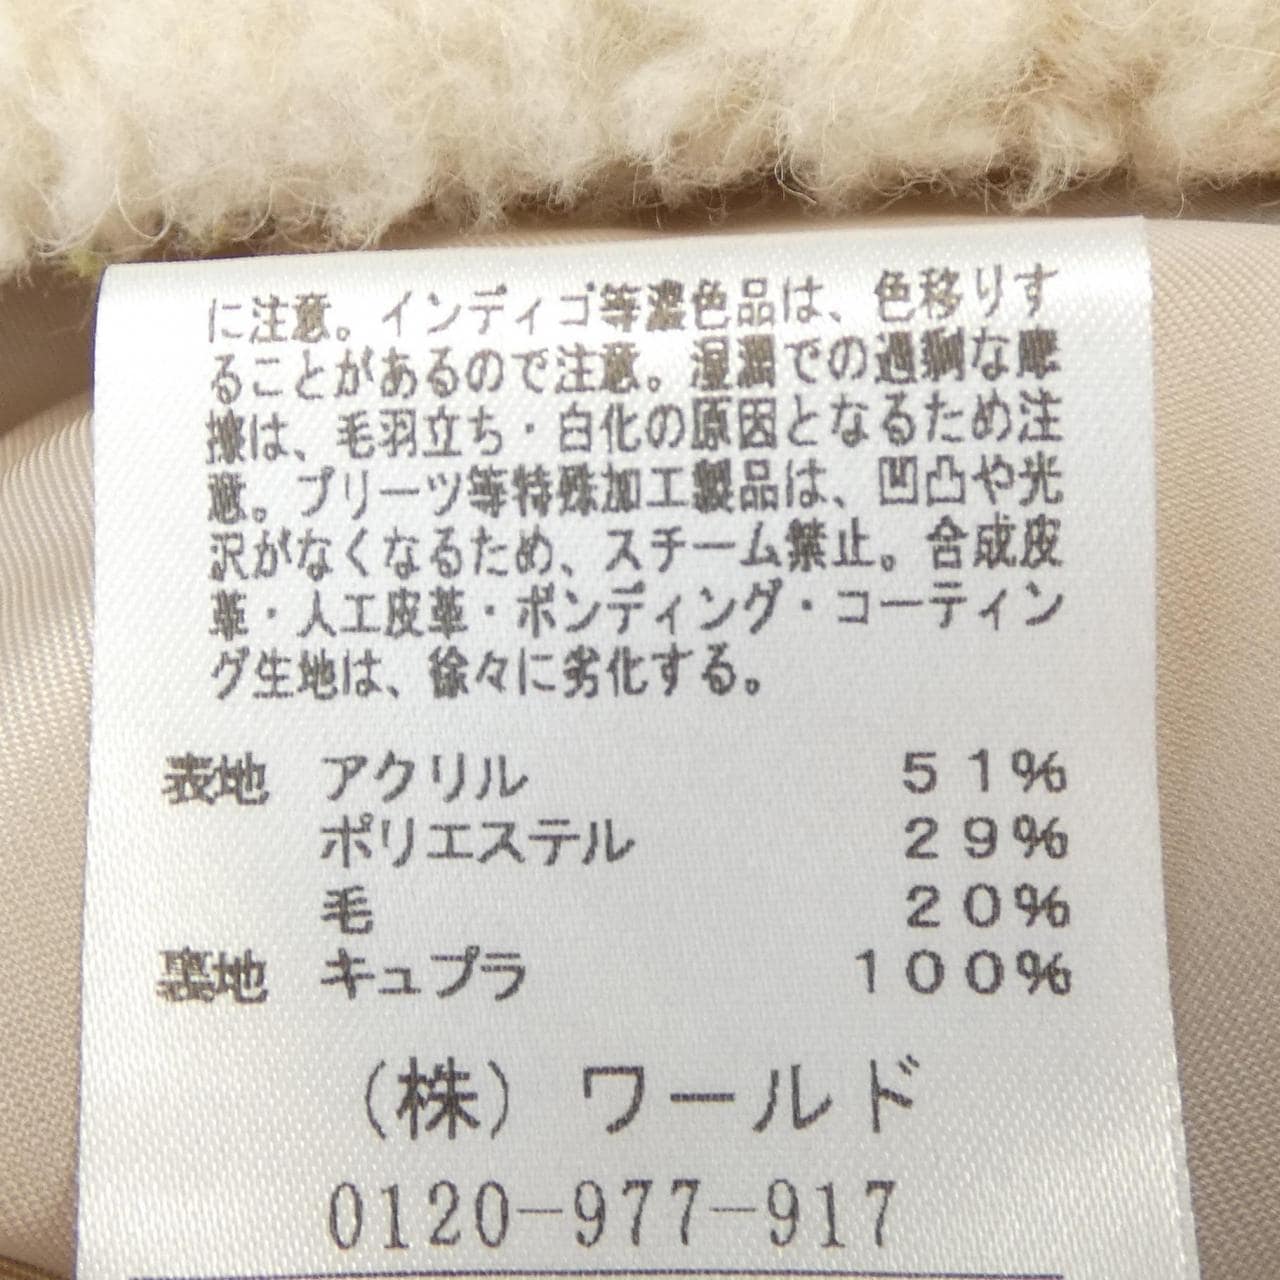 に注意。インディゴ等濃色品は、色移りす
ることがあるので注意。湿潤での過剰な摩
擦は、毛羽立ち・白化の原因となるため注
意。プリーツ等特殊加工製品は、凹凸や光
沢がなくなるため、スチーム禁止。合成皮
革・人工皮革・ボンディング・コーティン
グ生地は、徐々に劣化する。
表地 アクリル 51%
ポリエステル 29%
毛 20%
裏地 キュプラ 100%
(株)ワールド
0120-977-917